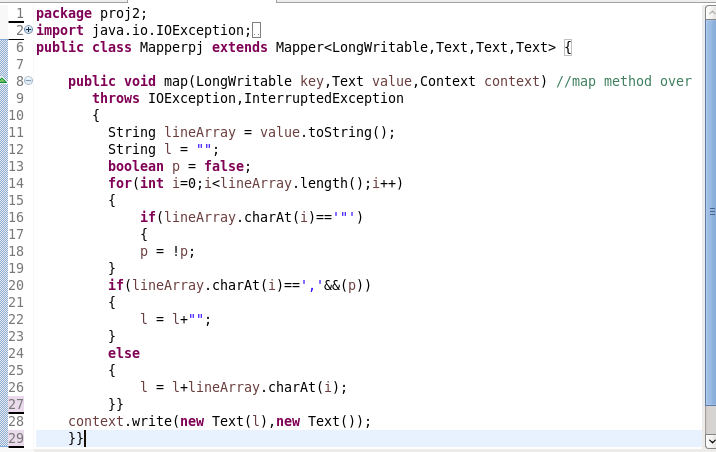 1 package proj2;
2 import java.io.IOException;
6 public class Mapperpj extends Mapper<LongWritable,Text,Text,Text> {
7
8 public void map(LongWritable key,Text value,Context context) //map method over
9 throws IOException,InterruptedException
10 {
11 String lineArray = value.toString();
12 String l = "";
13 boolean p = false;
14 for(int i=0;i<lineArray.length();i++)
15 {
16 if(lineArray.charAt(i)=='"')
17 {
18 p = !p;
19 }
20 if(lineArray.charAt(i)==','&&(p))
21 {
22 l = l+"";
23 }
24 else
25 {
26 l = l+lineArray.charAt(i);
27 }}
28 context.write(new Text(l),new Text());
29 }}